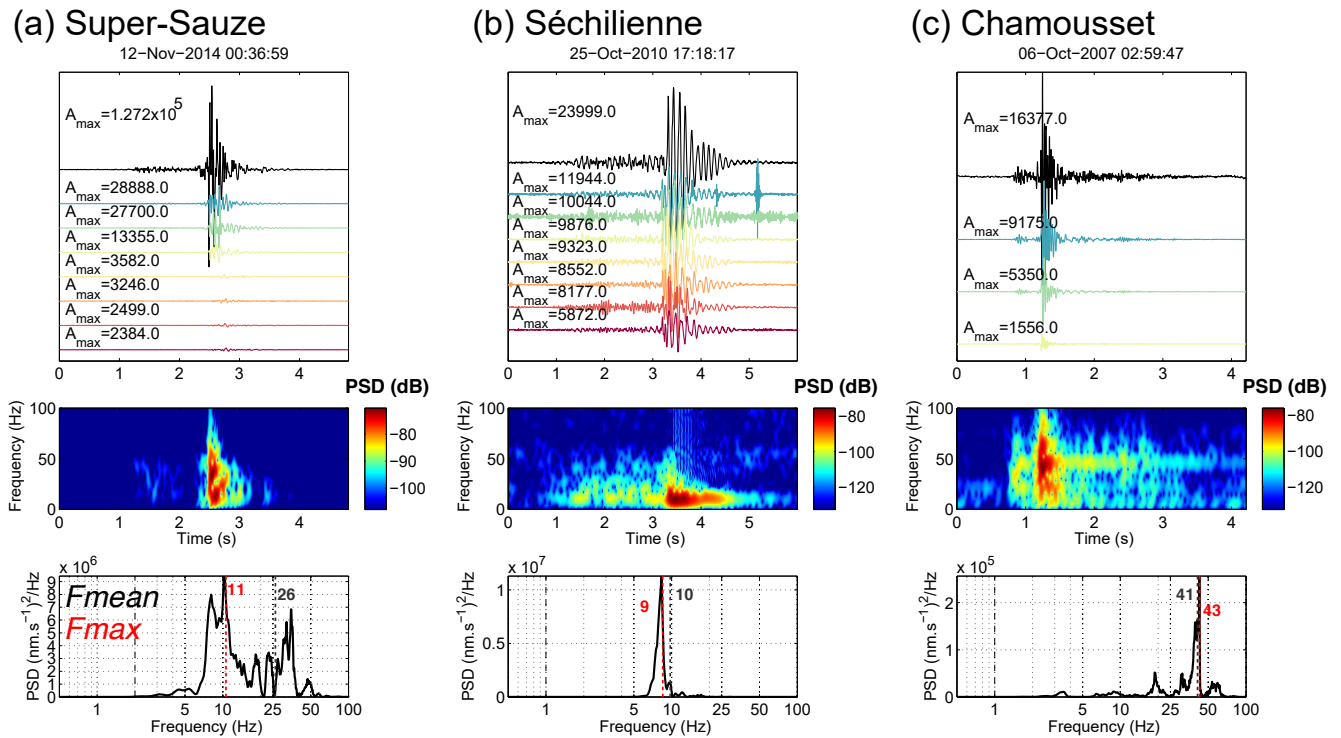 (a) Super-Sauze
12−Nov−2014 00:36:59
A_max=1.272x10^5
A_max=28888.0
A_max=27700.0
A_max=13355.0
A_max=3582.0
A_max=3246.0
A_max=2499.0
A_max=2384.0
0 1 2 3 4
(b) Séchilienne
25−Oct−2010 17:18:17
A_max=23999.0
A_max=11944.0
A_max=10044.0
A_max=9876.0
A_max=9323.0
A_max=8552.0
A_max=8177.0
A_max=5872.0
0 1 2 3 4 5
(c) Chamousset
06−Oct−2007 02:59:47
A_max=16377.0
A_max=9175.0
A_max=5350.0
A_max=1556.0
0 1 2 3 4
PSD (dB)
Frequency (Hz)
100
50
0
0 1 2 3 4
Time (s)
−80
−90
−100
PSD (dB)
Frequency (Hz)
100
50
0
0 1 2 3 4 5
Time (s)
−80
−100
−120
PSD (dB)
Frequency (Hz)
100
50
0
0 1 2 3 4
Time (s)
−80
−100
−120
x 10^6
PSD (nm.s^−1)^2/Hz
9
8
7
6
5
4
3
2
1
0
Fmean
Fmax
11
26
1 5 10 25 50 100
Frequency (Hz)
x 10^7
PSD (nm.s^−1)^2/Hz
1
0.5
0
9
10
1 5 10 25 50 100
Frequency (Hz)
x 10^5
PSD (nm.s^−1)^2/Hz
2
1
0
41
43
1 5 10 25 50 100
Frequency (Hz)